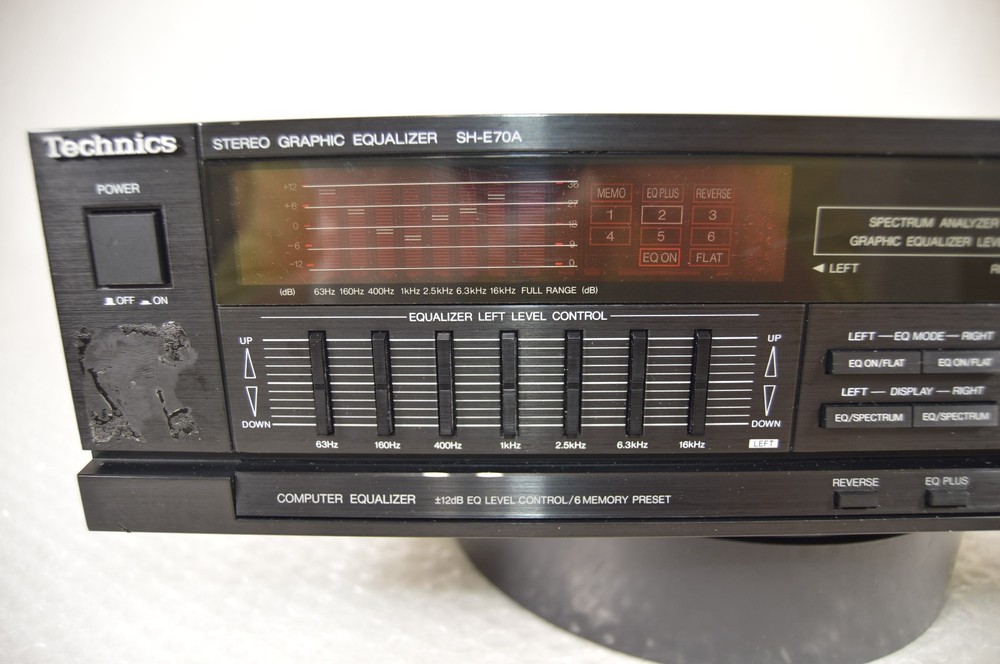 Technics
STEREO GRAPHIC EQUALIZER SH-E70A
POWER
OFF ON
+12
+6
0
-6
-12
36
27
18
9
0
MEMO EQ PLUS REVERSE
1 2 3
4 5 6
EQ ON FLAT
(dB) 63Hz 160Hz 400Hz 1kHz 2.5kHz 6.3kHz 16kHz FULL RANGE (dB)
SPECTRUM ANALYZER
GRAPHIC EQUALIZER LEV
◀ LEFT R
EQUALIZER LEFT LEVEL CONTROL
UP UP
DOWN DOWN
63Hz 160Hz 400Hz 1kHz 2.5kHz 6.3kHz 16kHz LEFT
LEFT — EQ MODE — RIGHT
EQ ON/FLAT EQ ON/FLAT
LEFT — DISPLAY — RIGHT
EQ/SPECTRUM EQ/SPECTRUM
COMPUTER EQUALIZER ±12dB EQ LEVEL CONTROL/6 MEMORY PRESET
REVERSE EQ PLUS